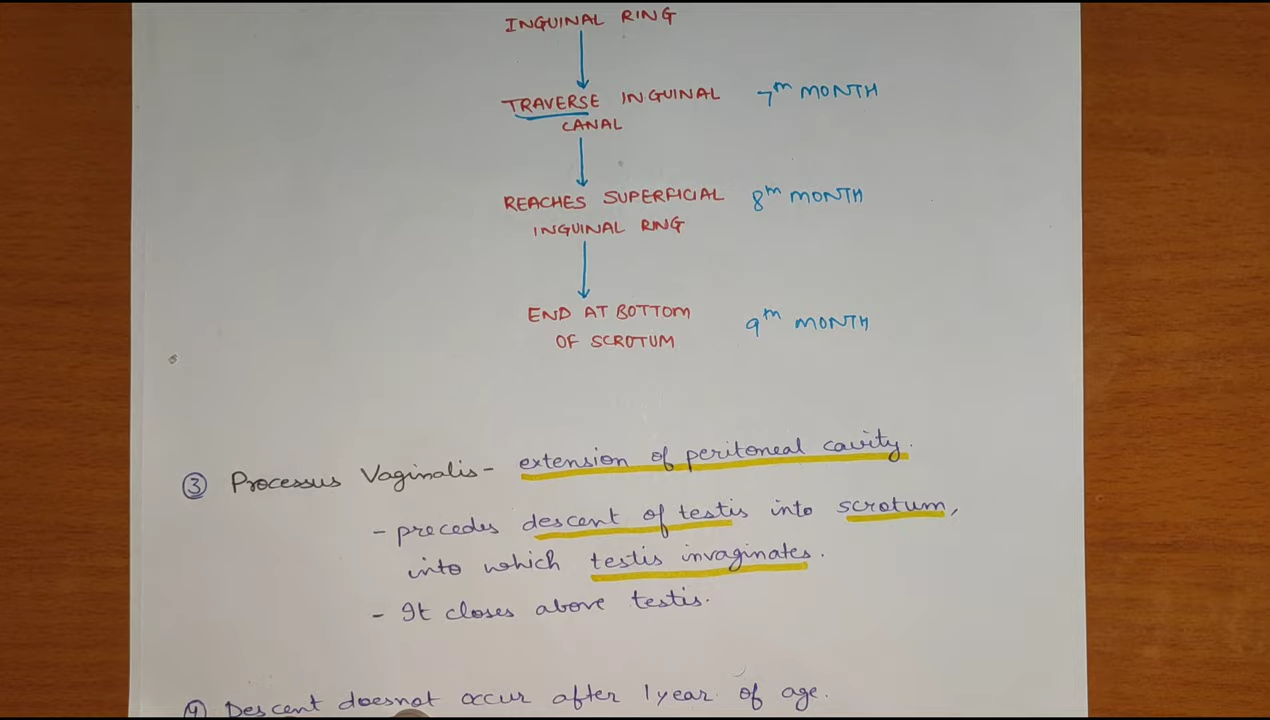 INGUINAL RING
TRAVERSE INGUINAL 7th MONTH
CANAL
REACHES SUPERFICIAL 8th MONTH
INGUINAL RING
END AT BOTTOM 9th MONTH
OF SCROTUM
③ Processus Vaginalis - extension of peritoneal cavity.
- precedes descent of testis into scrotum,
into which testis invaginates.
- It closes above testis.
④ Descent doesnot occur after 1 year of age.